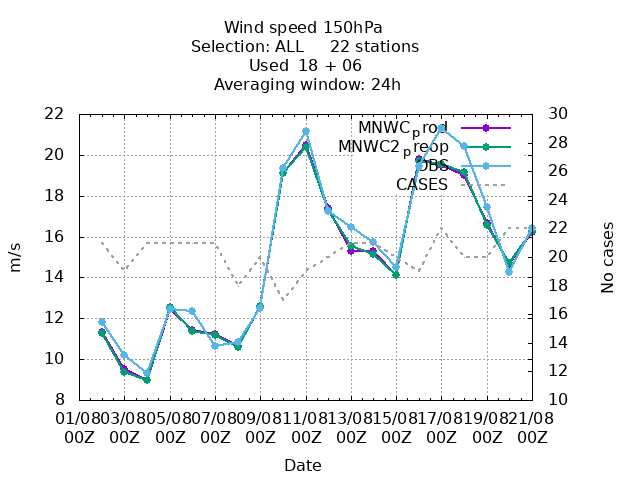 Wind speed 150hPa
Selection: ALL 22 stations
Used 18 + 06
Averaging window: 24h
MNWCprod
MNWC2preop
OBS
CASES
m/s
22
20
18
16
14
12
10
8
No cases
30
28
26
24
22
20
18
16
14
12
10
01/08 03/08 05/08 07/08 09/08 11/08 13/08 15/08 17/08 19/08 21/08
00Z 00Z 00Z 00Z 00Z 00Z 00Z 00Z 00Z 00Z 00Z
Date